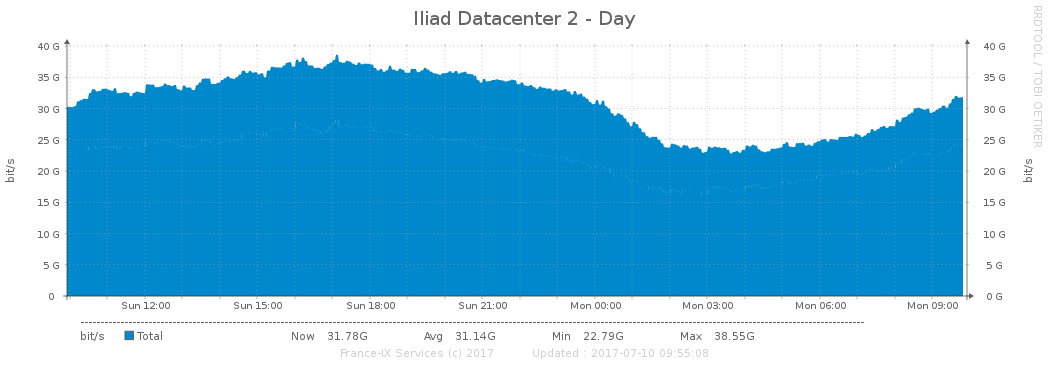 Iliad Datacenter 2 - Day
RRDTOOL / TOBI OETIKER
40 G 40 G
35 G 35 G
30 G 30 G
25 G 25 G
20 G 20 G
15 G 15 G
10 G 10 G
5 G 5 G
0 0 G
bit/s
bit/s
Sun 12:00 Sun 15:00 Sun 18:00 Sun 21:00 Mon 00:00 Mon 03:00 Mon 06:00 Mon 09:00
bit/s Total Now 31.78G Avg 31.14G Min 22.79G Max 38.55G
France-IX Services (c) 2017 Updated : 2017-07-10 09:55:08